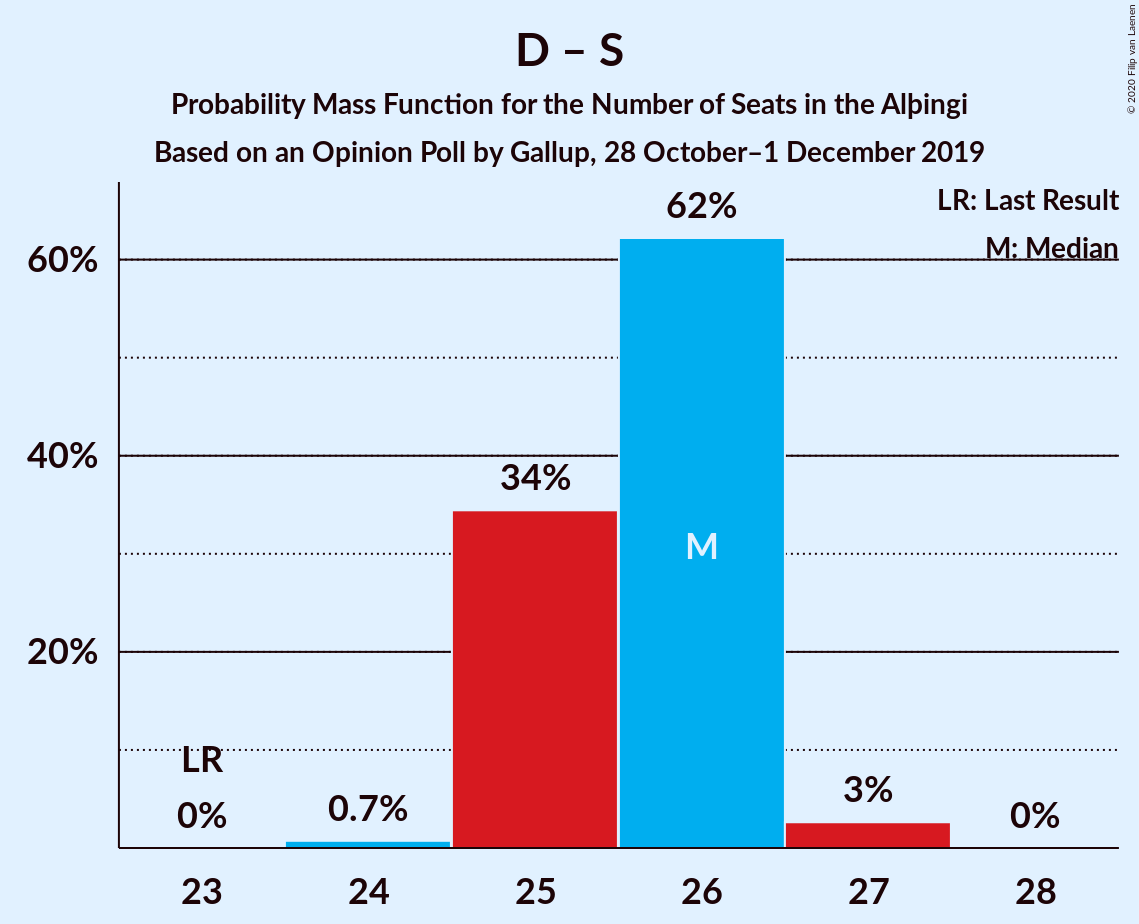 D – S
Probability Mass Function for the Number of Seats in the Alþingi
Based on an Opinion Poll by Gallup, 28 October–1 December 2019
© 2020 Filip van Laenen
LR: Last Result
M: Median
60%
40%
20%
LR
0%
0.7%
34%
62%
M
3%
0%
23
24
25
26
27
28